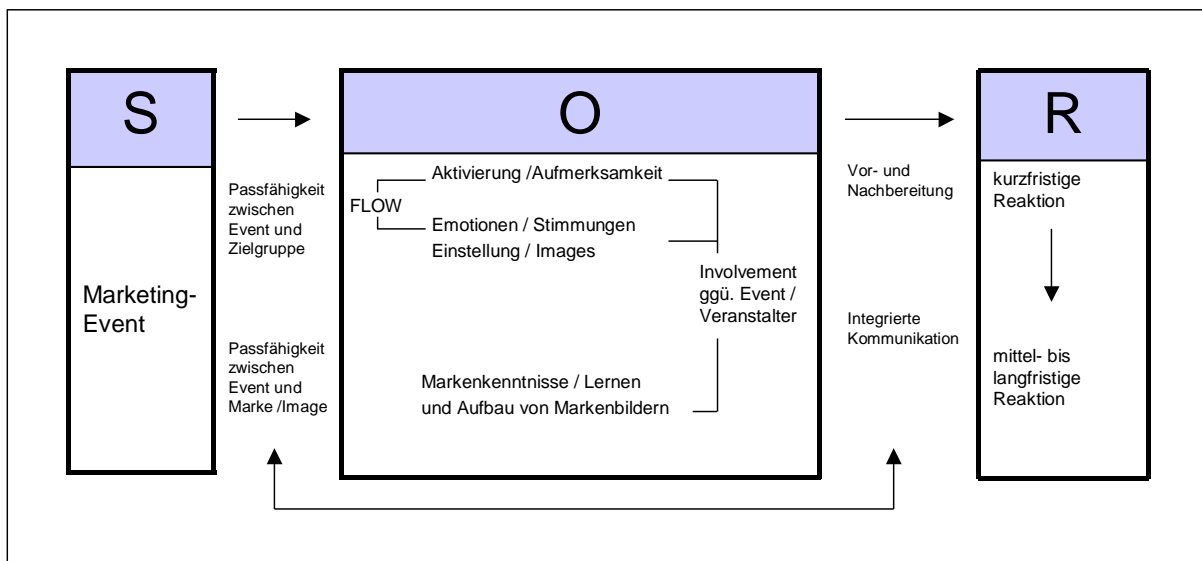 S
O
R
Marketing-
Event
Passfähigkeit
zwischen
Event und
Zielgruppe
Passfähigkeit
zwischen
Event und
Marke /Image
FLOW
Aktivierung /Aufmerksamkeit
Emotionen / Stimmungen
Einstellung / Images
Involvement
ggü. Event /
Veranstalter
Markenkenntnisse / Lernen
und Aufbau von Markenbildern
Vor- und
Nachbereitung
Integrierte
Kommunikation
kurzfristige
Reaktion
mittel- bis
langfristige
Reaktion